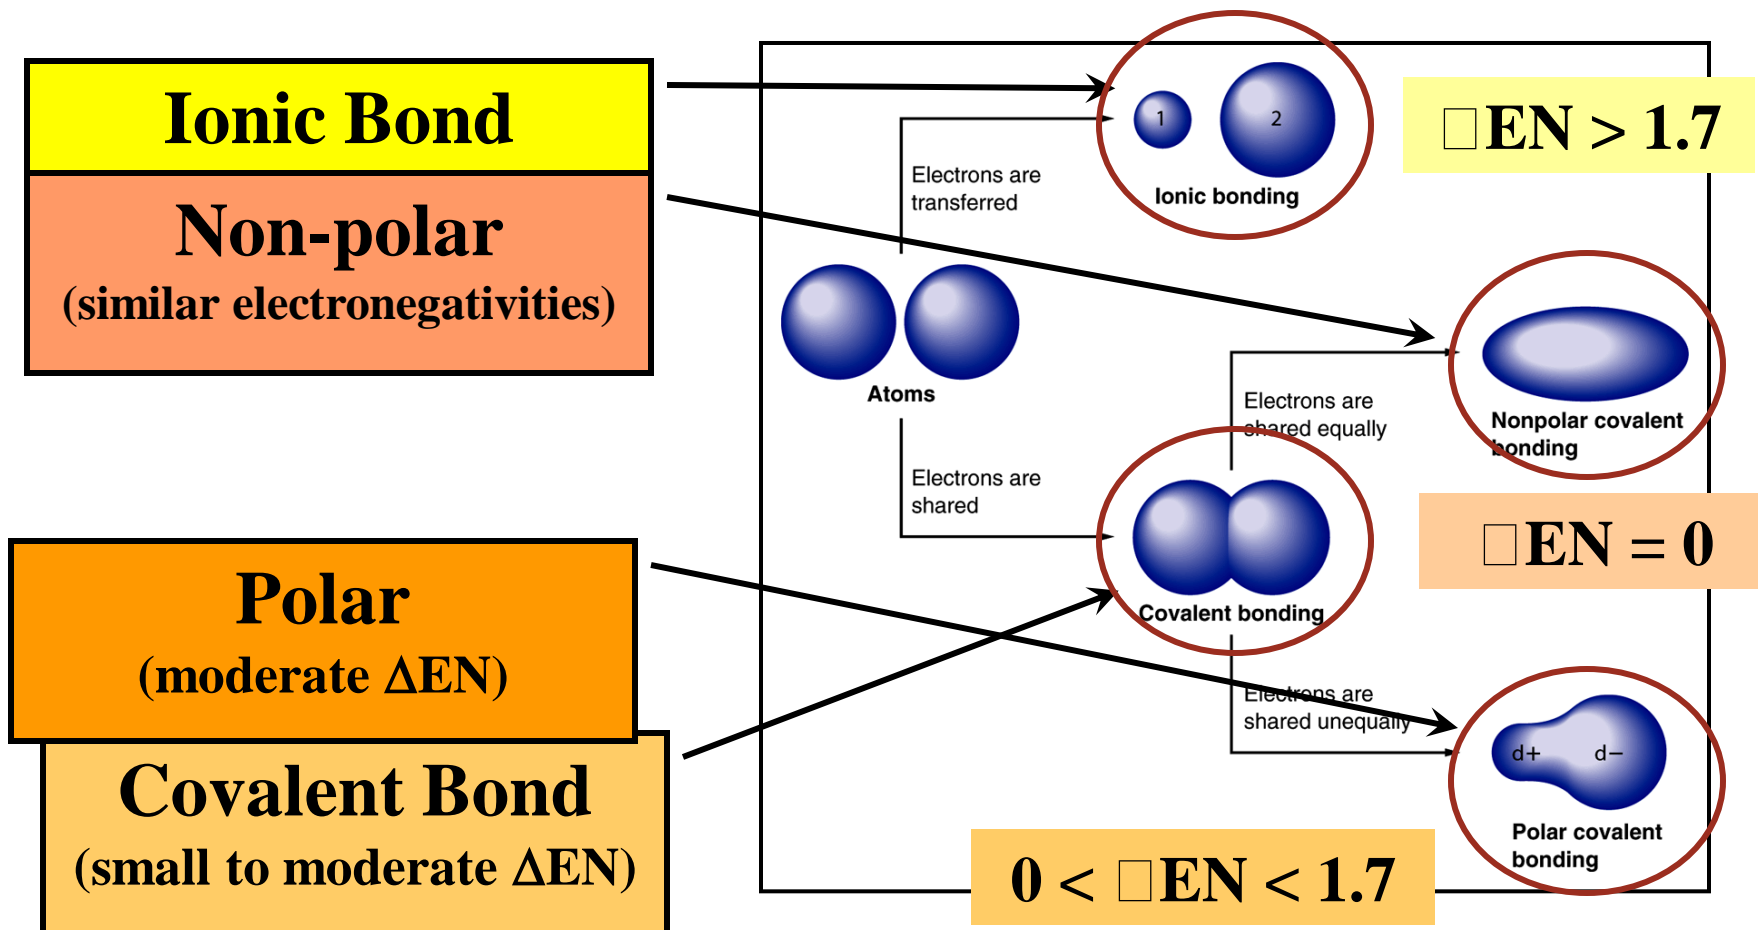 Ionic Bond
Non-polar
(similar electronegativities)
Polar
(moderate ΔEN)
Covalent Bond
(small to moderate ΔEN)
1
2
Ionic bonding
□EN > 1.7
Electrons are
transferred
Atoms
Electrons are
shared equally
Nonpolar covalent
bonding
Electrons are
shared
□EN = 0
Covalent bonding
Electrons are
shared unequally
d+
d−
Polar covalent
bonding
0 < □EN < 1.7